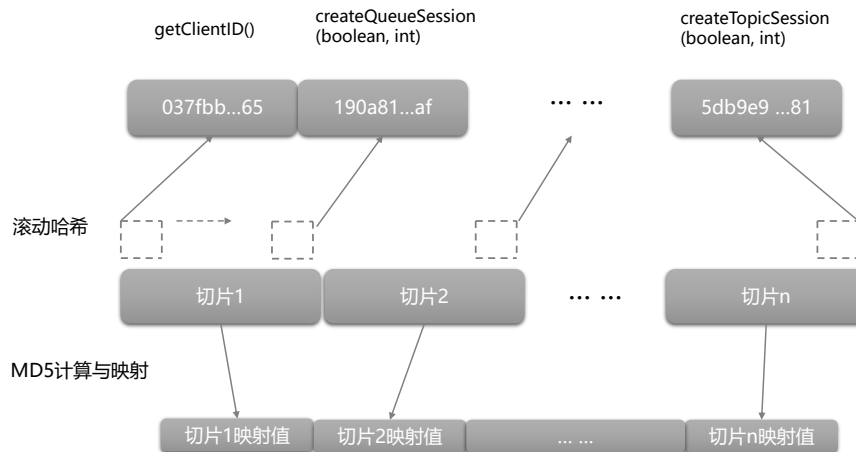 getClientID()
createQueueSession
(boolean, int)
createTopicSession
(boolean, int)
037fbb...65
190a81...af
... ...
5db9e9 ...81
滚动哈希
切片1
切片2
... ...
切片n
MD5计算与映射
切片1映射值
切片2映射值
... ...
切片n映射值